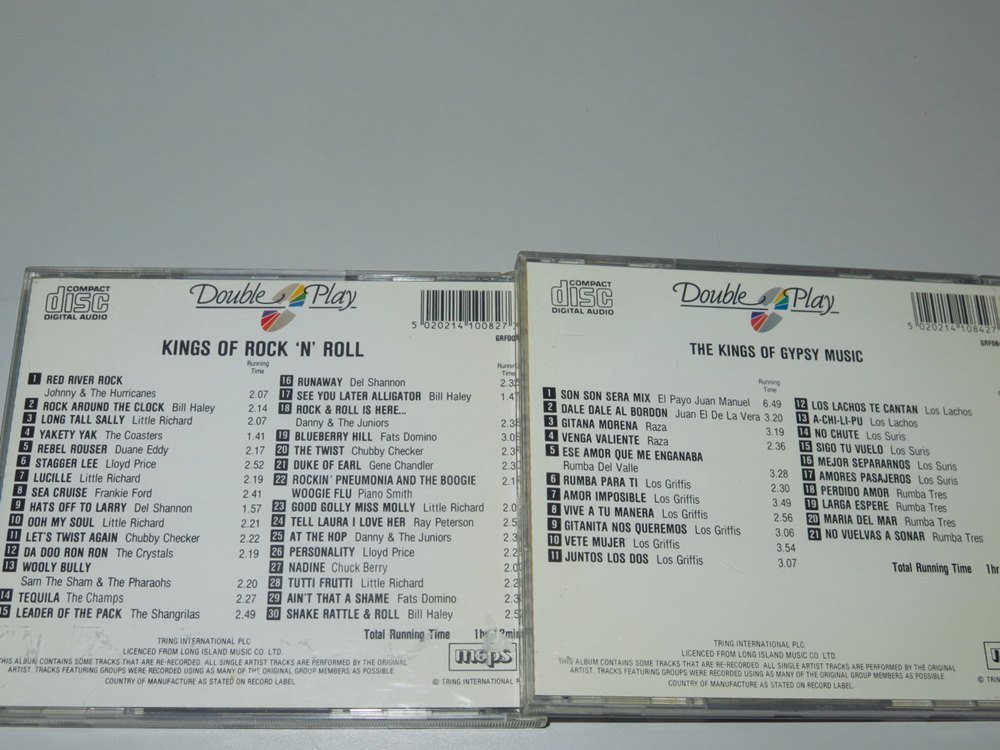 COMPACT
disc
DIGITAL AUDIO
Double Play
5 020214 100827
KINGS OF ROCK 'N' ROLL
Running
Time
1 RED RIVER ROCK
Johnny & The Hurricanes 2.07
2 ROCK AROUND THE CLOCK Bill Haley 2.14
3 LONG TALL SALLY Little Richard 2.07
4 YAKETY YAK The Coasters 1.41
5 REBEL ROUSER Duane Eddy 2.17
6 STAGGER LEE Lloyd Price 2.52
7 LUCILLE Little Richard 2.19
8 SEA CRUISE Frankie Ford 2.41
9 HATS OFF TO LARRY Del Shannon 1.57
10 OOH MY SOUL Little Richard 2.21
11 LET'S TWIST AGAIN Chubby Checker 2.22
12 DA DOO RON RON The Crystals 2.19
13 WOOLY BULLY
Sam The Sham & The Pharaohs 2.20
14 TEQUILA The Champs 2.27
15 LEADER OF THE PACK The Shangrilas 2.49
Running
Time
16 RUNAWAY Del Shannon
17 SEE YOU LATER ALLIGATOR Bill Haley
18 ROCK & ROLL IS HERE...
Danny & The Juniors
19 BLUEBERRY HILL Fats Domino
20 THE TWIST Chubby Checker
21 DUKE OF EARL Gene Chandler
22 ROCKIN' PNEUMONIA AND THE BOOGIE
WOOGIE FLU Piano Smith
23 GOOD GOLLY MISS MOLLY Little Richard
24 TELL LAURA I LOVE HER Ray Peterson
25 AT THE HOP Danny & The Juniors
26 PERSONALITY Lloyd Price
27 NADINE Chuck Berry
28 TUTTI FRUTTI Little Richard
29 AIN'T THAT A SHAME Fats Domino
30 SHAKE RATTLE & ROLL Bill Haley
Total Running Time
TRING INTERNATIONAL PLC
LICENCED FROM LONG ISLAND MUSIC CO. LTD.
THIS ALBUM CONTAINS SOME TRACKS THAT ARE RE-RECORDED. ALL SINGLE ARTIST TRACKS ARE PERFORMED BY THE ORIGINAL
ARTIST. TRACKS FEATURING GROUPS WERE RECORDED USING AS MANY OF THE ORIGINAL GROUP MEMBERS AS POSSIBLE.
COUNTRY OF MANUFACTURE AS STATED ON RECORD LABEL.
mcps
© TRING INTERNATIONAL
COMPACT
disc
DIGITAL AUDIO
Double Play
5 020214 108427
THE KINGS OF GYPSY MUSIC
Running
Time
1 SON SON SERA MIX El Payo Juan Manuel 6.49
2 DALE DALE AL BORDON Juan El De La Vera 3.20
3 GITANA MORENA Raza 3.19
4 VENGA VALIENTE Raza 2.36
5 ESE AMOR QUE ME ENGANABA
Rumba Del Valle 3.28
6 RUMBA PARA TI Los Griffis 2.30
7 AMOR IMPOSIBLE Los Griffis 3.49
8 VIVE A TU MANERA Los Griffis 2.56
9 GITANITA NOS QUEREMOS Los Griffis 3.06
10 VETE MUJER Los Griffis 3.54
11 JUNTOS LOS DOS Los Griffis 3.07
12 LOS LACHOS TE CANTAN Los Lachos
13 A-CHI-LI-PU Los Lachos
14 NO CHUTE Los Suris
15 SIGO TU VUELO Los Suris
16 MEJOR SEPARARNOS Los Suris
17 AMORES PASAJEROS Los Suris
18 PERDIDO AMOR Rumba Tres
19 LARGA ESPERE Rumba Tres
20 MARIA DEL MAR Rumba Tres
21 NO VUELVAS A SONAR Rumba Tres
Total Running Time 1hr
TRING INTERNATIONAL PLC
LICENCED FROM LONG ISLAND MUSIC CO. LTD.
THIS ALBUM CONTAINS SOME TRACKS THAT ARE RE-RECORDED. ALL SINGLE ARTIST TRACKS ARE PERFORMED BY THE ORIGINAL
ARTIST. TRACKS FEATURING GROUPS WERE RECORDED USING AS MANY OF THE ORIGINAL GROUP MEMBERS AS POSSIBLE.
COUNTRY OF MANUFACTURE AS STATED ON RECORD LABEL.
© TRING